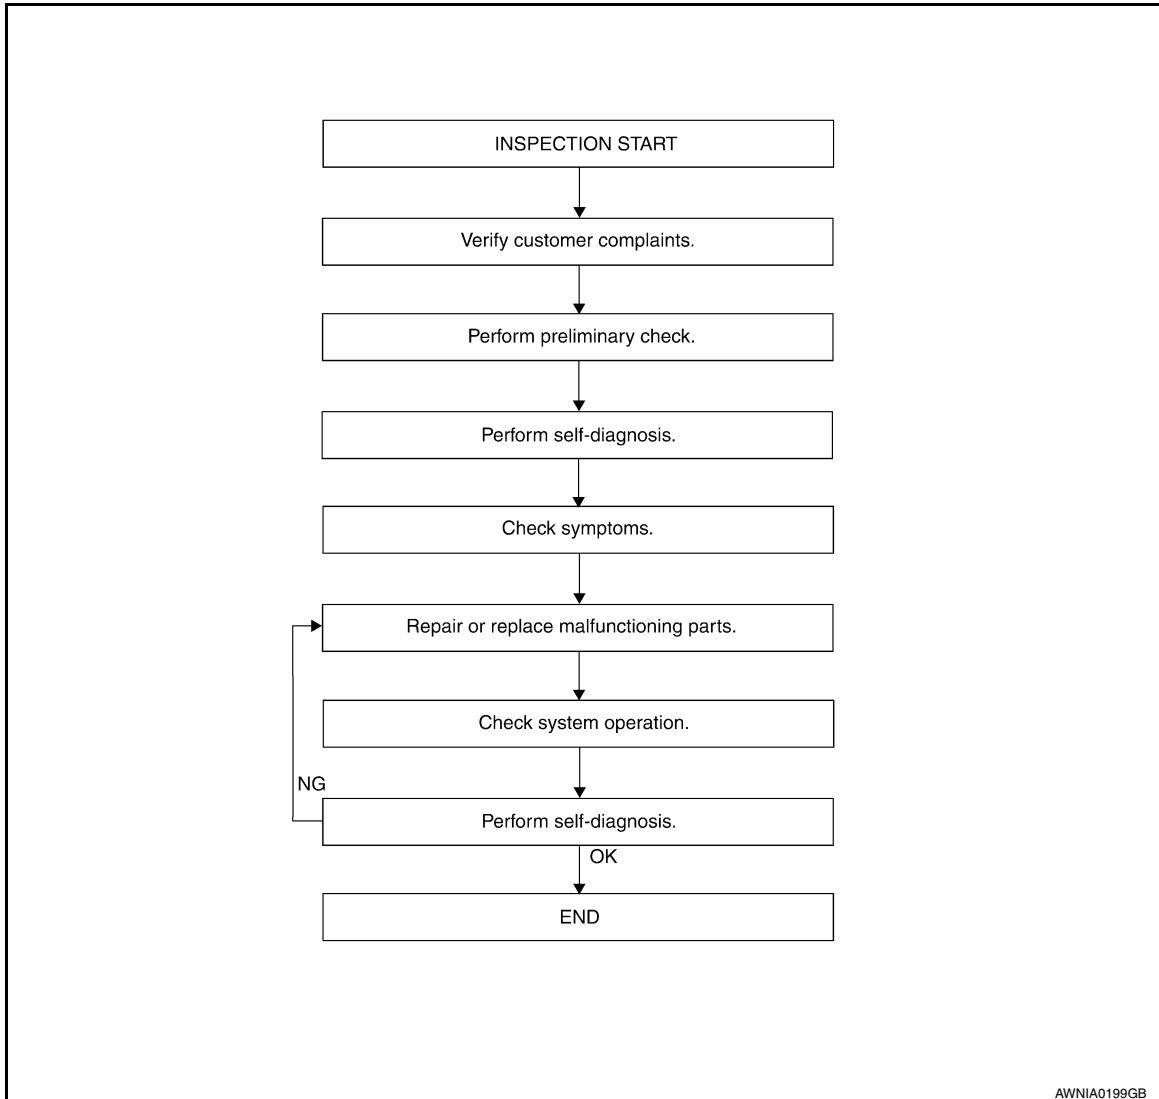 INSPECTION START
Verify customer complaints.
Perform preliminary check.
Perform self-diagnosis.
Check symptoms.
Repair or replace malfunctioning parts.
Check system operation.
NG
Perform self-diagnosis.
OK
END
AWNIA0199GB